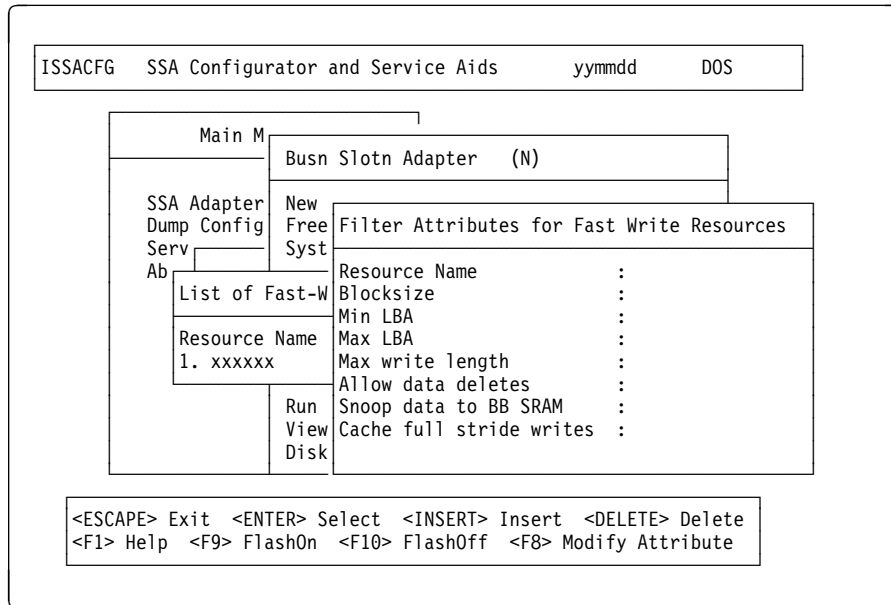 ISSACFG SSA Configurator and Service Aids yymmdd DOS
Main M
Busn Slotn Adapter (N)
SSA Adapter
New
Dump Config
Free
Filter Attributes for Fast Write Resources
Serv
Syst
Ab
List of Fast-W
Resource Name
1. xxxxxx
Resource Name :
Blocksize :
Min LBA :
Max LBA :
Max write length :
Allow data deletes :
Snoop data to BB SRAM :
Cache full stride writes :
Run
View
Disk
<ESCAPE> Exit <ENTER> Select <INSERT> Insert <DELETE> Delete
<F1> Help <F9> FlashOn <F10> FlashOff <F8> Modify Attribute